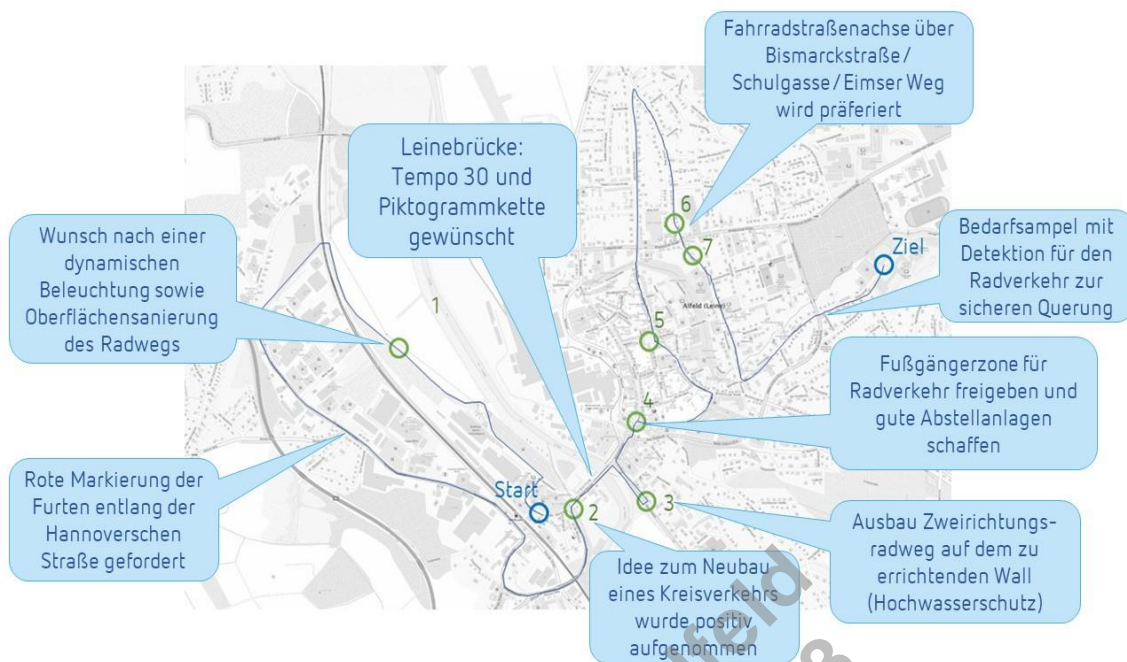 Fahrradstraßenachse über
Bismarckstraße/
Schulgasse/Eimser Weg
wird präferiert
Leinebrücke:
Tempo 30 und
Piktogrammkette
gewünscht
Wunsch nach einer
dynamischen
Beleuchtung sowie
Oberflächensanierung
des Radwegs
1
6
7
Ziel
Bedarfsampel mit
Detektion für den
Radverkehr zur
sicheren Querung
Alfeld (Leine)
5
4
Fußgängerzone für
Radverkehr freigeben und
gute Abstellanlagen
schaffen
Rote Markierung der
Furten entlang der
Hannoverschen
Straße gefordert
Start
2
3
Ausbau Zweirichtungs-
radweg auf dem zu
errichtenden Wall
(Hochwasserschutz)
Idee zum Neubau
eines Kreisverkehrs
wurde positiv
aufgenommen